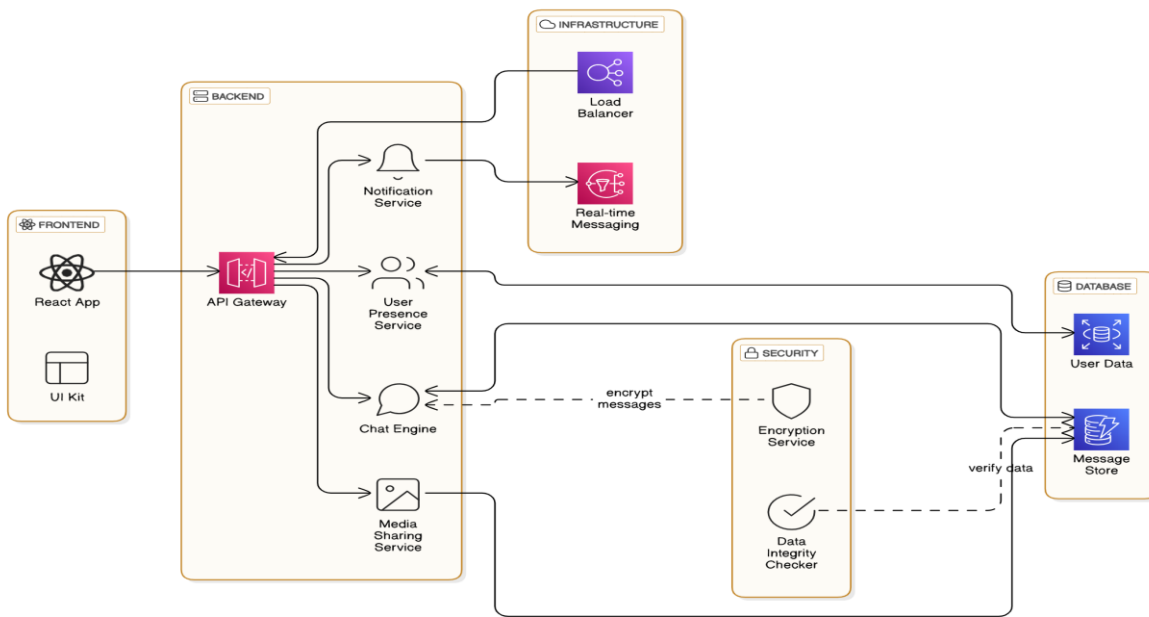 INFRASTRUCTURE
Load
Balancer
Real-time
Messaging
BACKEND
Notification
Service
API Gateway
User
Presence
Service
Chat Engine
Media
Sharing
Service
FRONTEND
React App
UI Kit
SECURITY
encrypt
messages
Encryption
Service
Data
Integrity
Checker
verify data
DATABASE
User Data
Message
Store